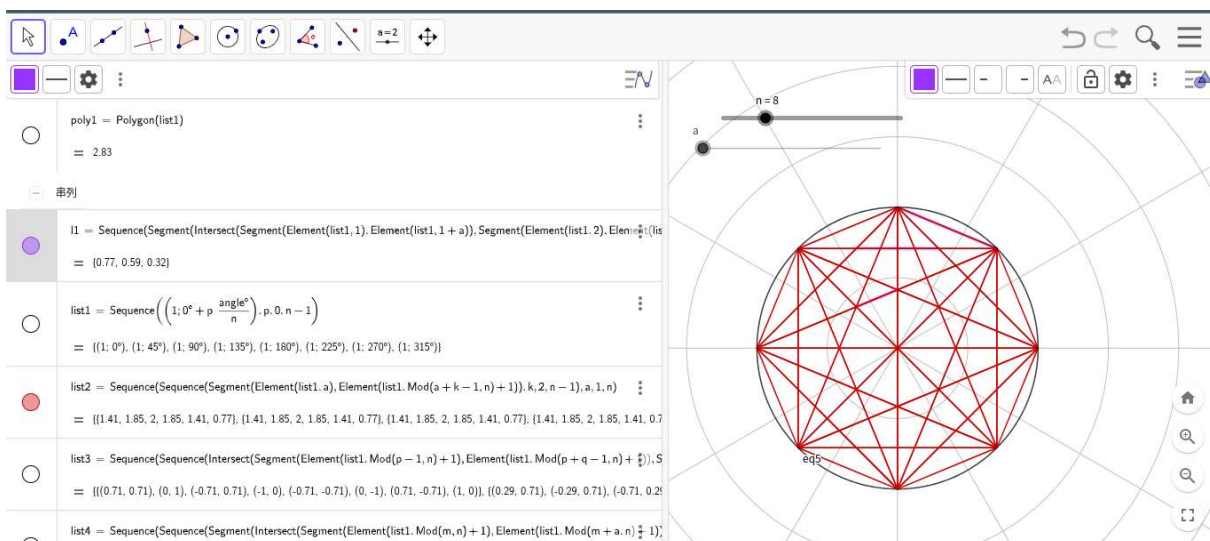 A
a=2
poly1 = Polygon(list1)
= 2.83
串列
l1 = Sequence(Segment(Intersect(Segment(Element(list1, 1). Element(list1, 1 + a)), Segment(Element(list1. 2). Element(lis
= {0.77, 0.59, 0.32}
list1 = Sequence((1; 0° + p angle°/n). p. 0. n − 1)
= {(1; 0°), (1; 45°), (1; 90°), (1; 135°), (1; 180°), (1; 225°), (1; 270°), (1; 315°)}
list2 = Sequence(Sequence(Segment(Element(list1. a), Element(list1. Mod(a + k − 1, n) + 1)). k, 2, n − 1), a, 1, n)
= {{1.41, 1.85, 2, 1.85, 1.41, 0.77}, {1.41, 1.85, 2, 1.85, 1.41, 0.77}, {1.41, 1.85, 2, 1.85, 1.41, 0.77}, {1.41, 1.85, 2, 1.85, 1.41, 0.7
list3 = Sequence(Sequence(Intersect(Segment(Element(list1. Mod(p − 1, n) + 1), Element(list1. Mod(p + q − 1, n) + 1)), S
= {{(0.71, 0.71), (0, 1), (-0.71, 0.71), (-1, 0), (-0.71, -0.71), (0, -1), (0.71, -0.71), (1, 0)}, {(0.29, 0.71), (-0.29, 0.71), (-0.71, 0.29
list4 = Sequence(Sequence(Segment(Intersect(Segment(Element(list1. Mod(m, n) + 1), Element(list1. Mod(m + a. n) + 1))
AA
n = 8
a
eq5